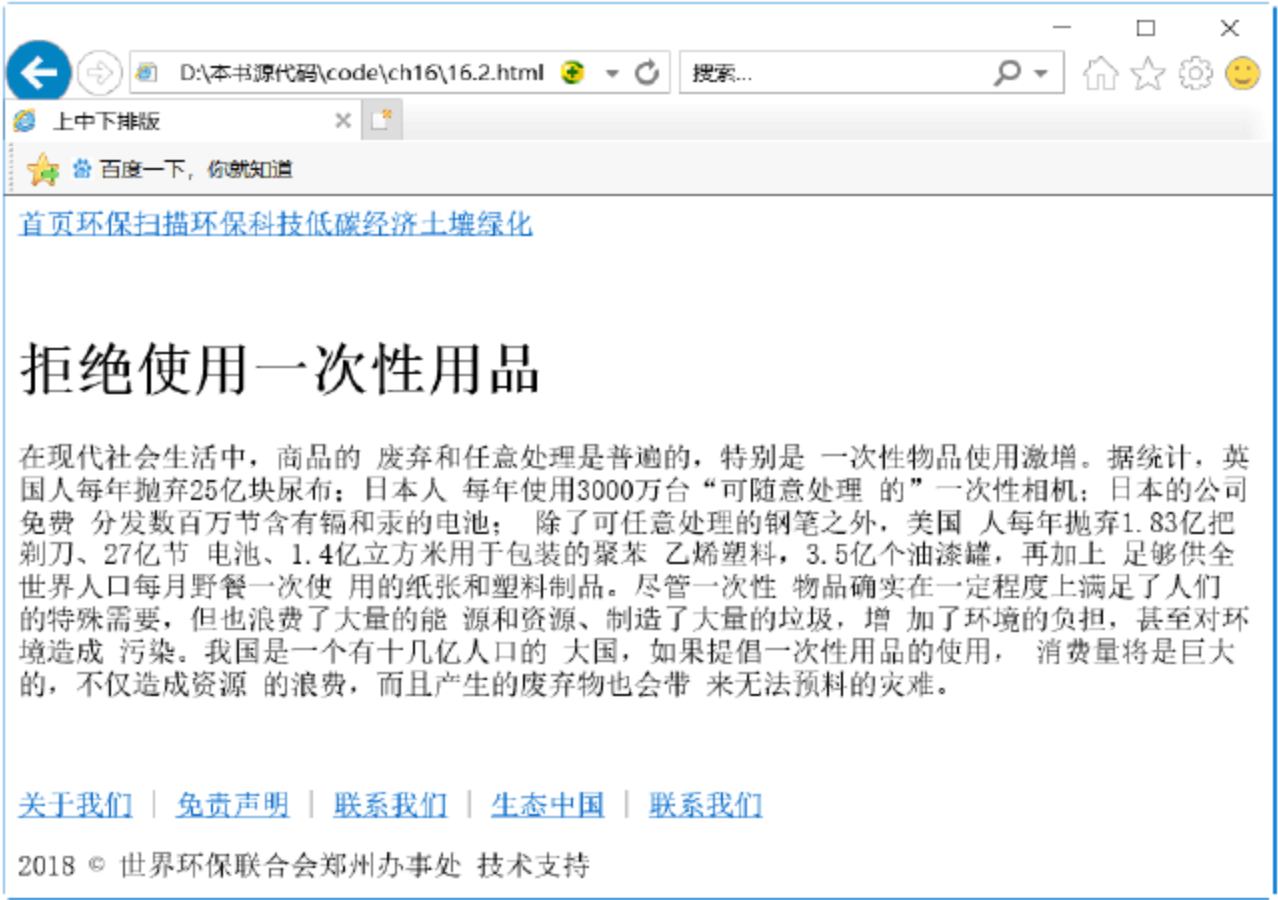 D:\本书源代码\code\ch16\16.2.html 搜索...
上中下排版
百度一下，你就知道
首页环保扫描环保科技低碳经济土壤绿化
拒绝使用一次性用品
在现代社会生活中，商品的 废弃和任意处理是普遍的，特别是 一次性物品使用激增。据统计，英
国人每年抛弃25亿块尿布；日本人 每年使用3000万台“可随意处理 的”一次性相机；日本的公司
免费 分发数百万节含有镉和汞的电池； 除了可任意处理的钢笔之外，美国 人每年抛弃1.83亿把
剃刀、27亿节 电池、1.4亿立方米用于包装的聚苯 乙烯塑料，3.5亿个油漆罐，再加上 足够供全
世界人口每月野餐一次使 用的纸张和塑料制品。尽管一次性 物品确实在一定程度上满足了人们
的特殊需要，但也浪费了大量的能 源和资源、制造了大量的垃圾，增 加了环境的负担，甚至对环
境造成 污染。我国是一个有十几亿人口的 大国，如果提倡一次性用品的使用， 消费量将是巨大
的，不仅造成资源 的浪费，而且产生的废弃物也会带 来无法预料的灾难。
关于我们 | 免责声明 | 联系我们 | 生态中国 | 联系我们
2018 © 世界环保联合会郑州办事处 技术支持